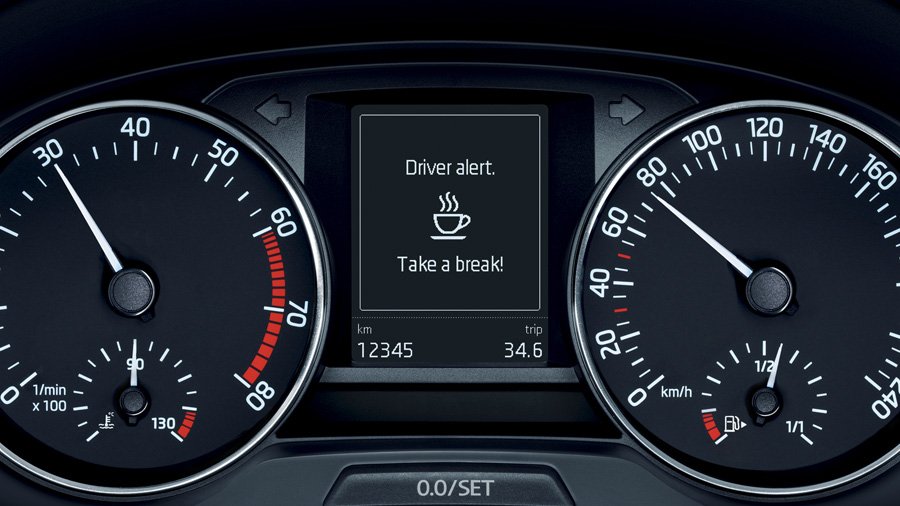 Driver alert.
Take a break!
km trip
12345 34.6
0 30 40 50 60 70 80
1/min
x 100
90
130
0 20 40 60 80 100 120 140 160 240
km/h
1/2
1/1
0.0/SET